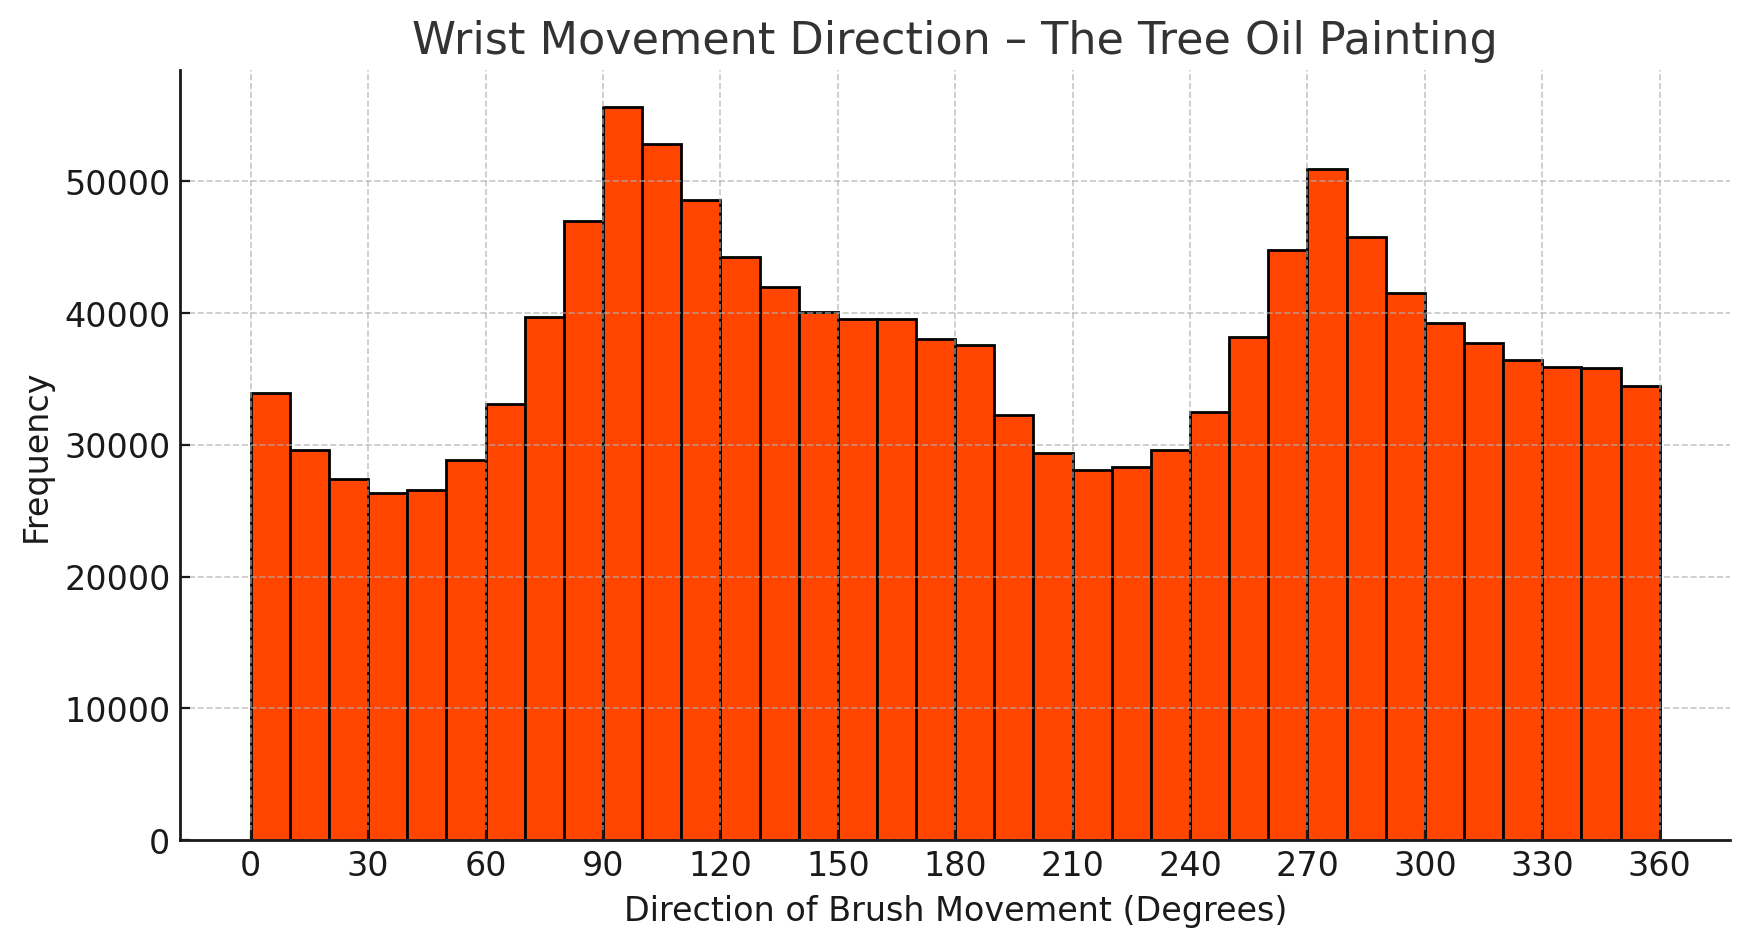 Wrist Movement Direction – The Tree Oil Painting
Frequency
50000
40000
30000
20000
10000
0
0 30 60 90 120 150 180 210 240 270 300 330 360
Direction of Brush Movement (Degrees)